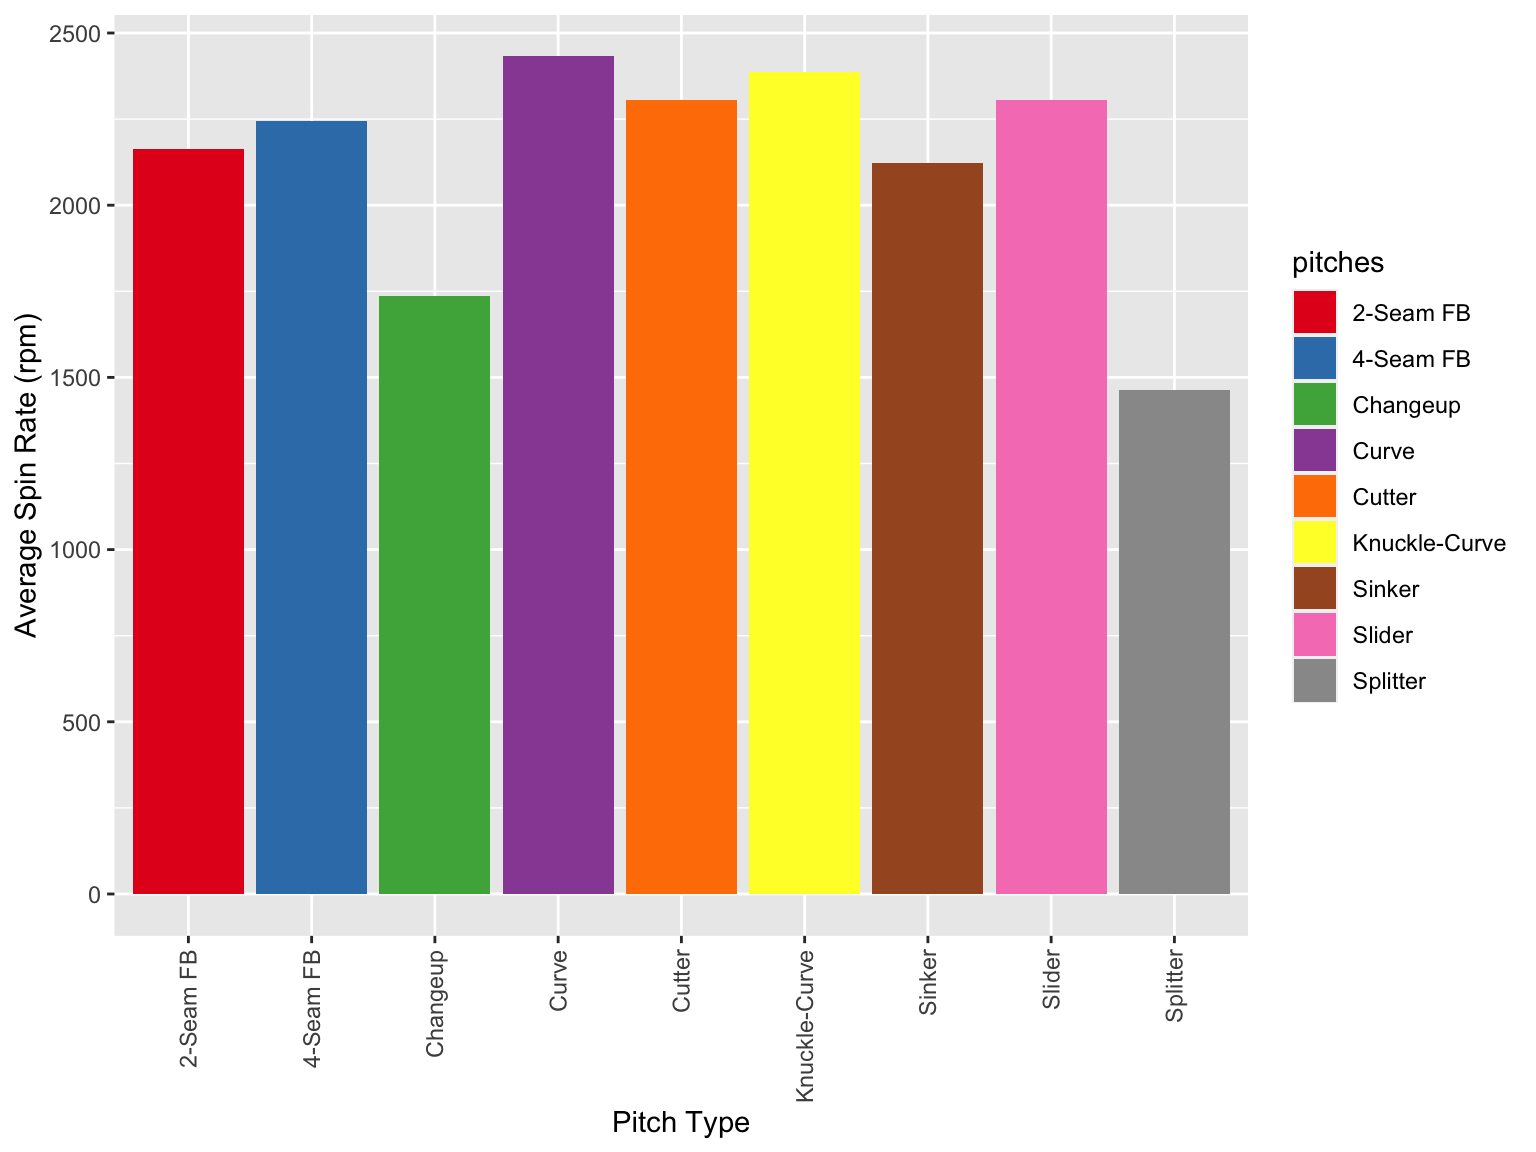 Average Spin Rate (rpm)
2500
2000
1500
1000
500
0
2-Seam FB
4-Seam FB
Changeup
Curve
Cutter
Knuckle-Curve
Sinker
Slider
Splitter
Pitch Type
pitches
2-Seam FB
4-Seam FB
Changeup
Curve
Cutter
Knuckle-Curve
Sinker
Slider
Splitter